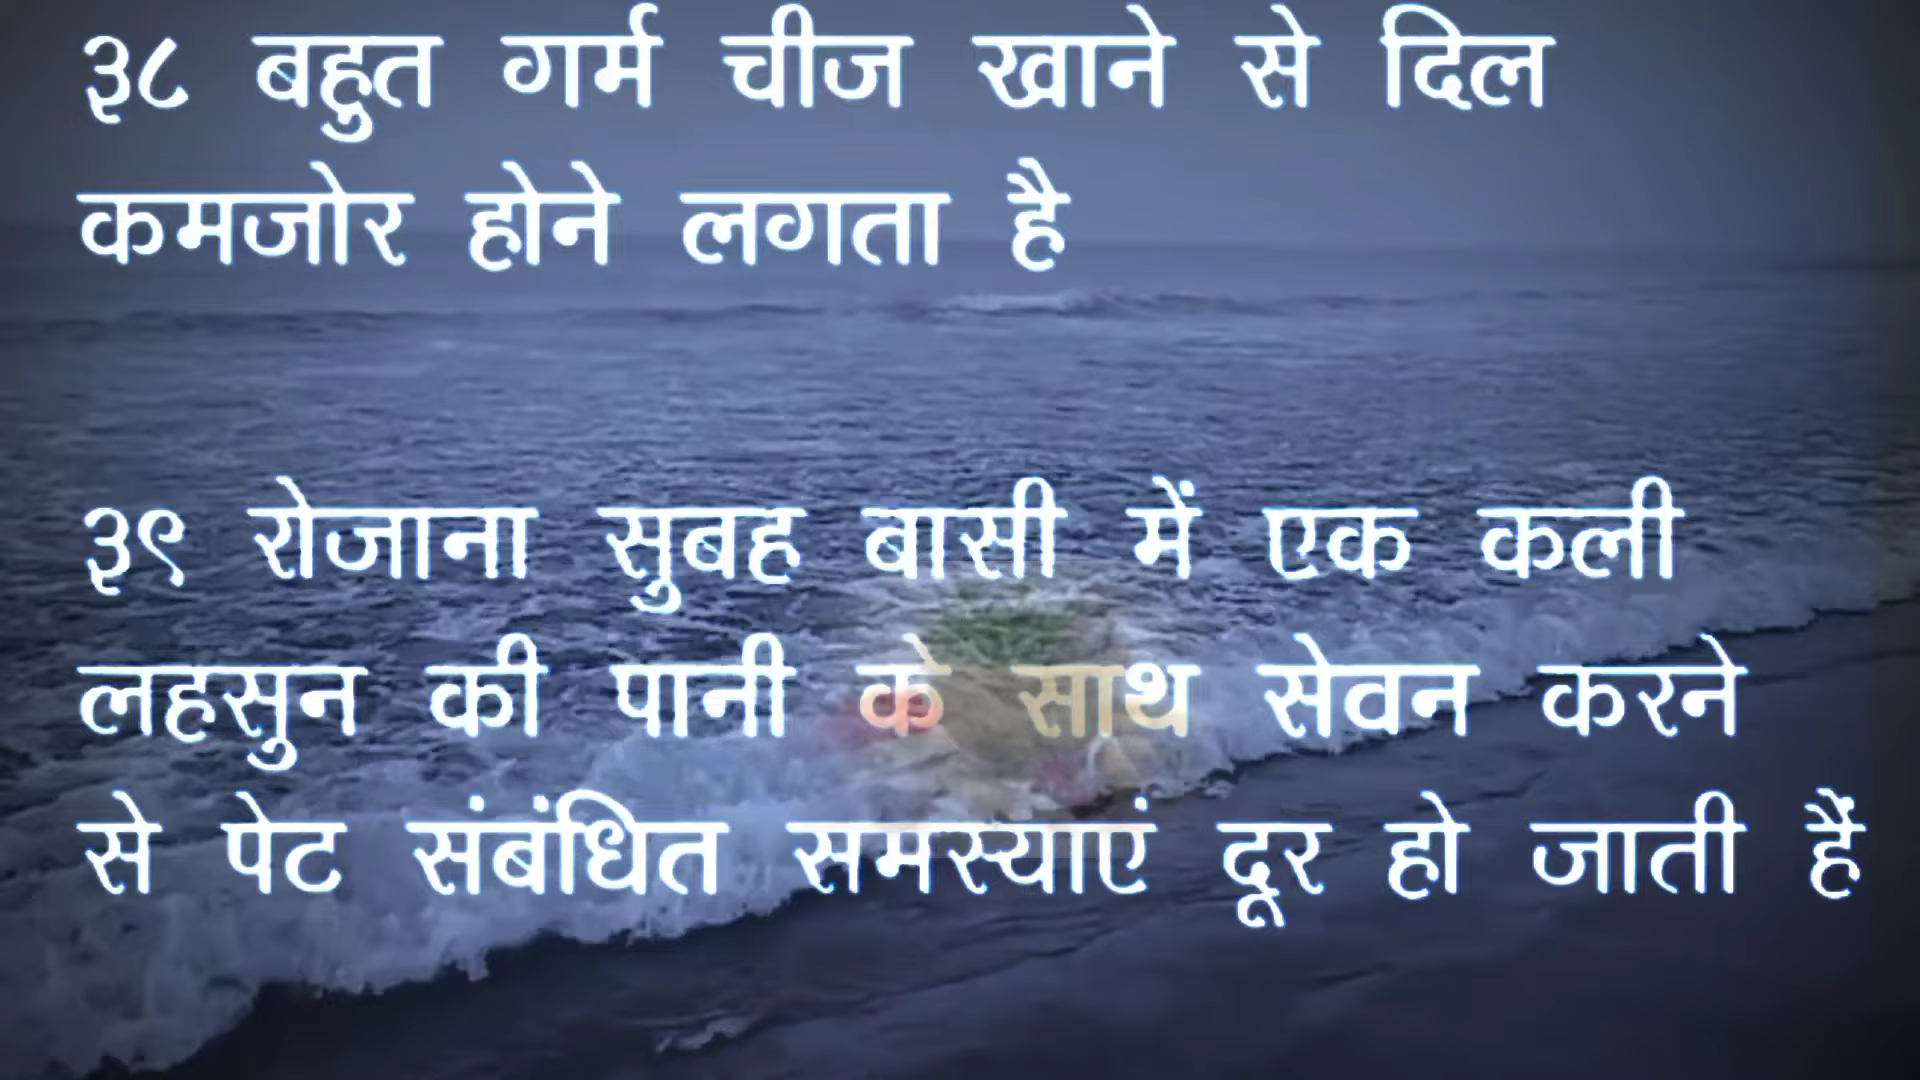 ३८ बहुत गर्म चीज खाने से दिल
कमजोर होने लगता है
३९ रोजाना सुबह बासी में एक कली
लहसुन की पानी के साथ सेवन करने
से पेट संबंधित समस्याएं दूर हो जाती हैं